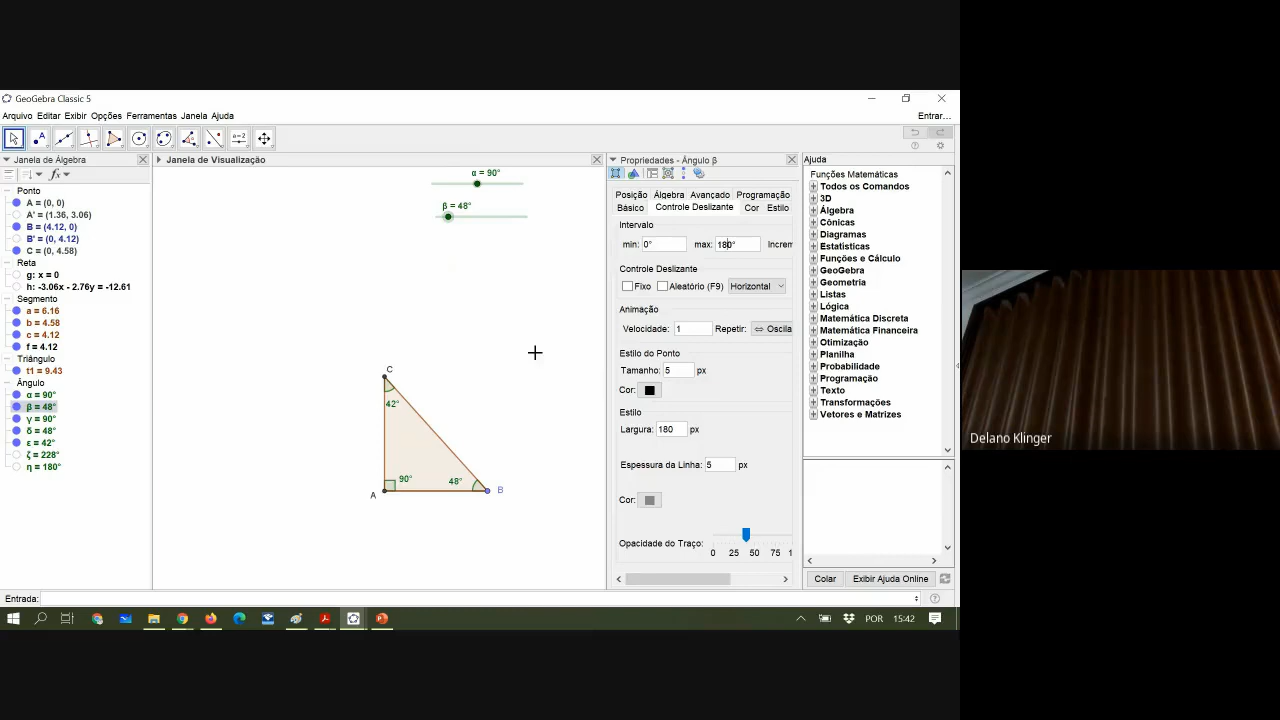 GeoGebra Classic 5
Arquivo Editar Exibir Opções Ferramentas Janela Ajuda
Entrar…
Janela de Álgebra
Ponto
A = (0, 0)
A' = (1.36, 3.06)
B = (4.12, 0)
B' = (0, 4.12)
C = (0, 4.58)
Reta
g: x = 0
h: -3.06x - 2.76y = -12.61
Segmento
a = 6.16
b = 4.58
c = 4.12
f = 4.12
Triângulo
t1 = 9.43
Ângulo
α = 90°
β = 48°
γ = 90°
δ = 48°
ε = 42°
ζ = 228°
η = 180°
Janela de Visualização
α = 90°
β = 48°
C
42°
90°
48°
A
B
Propriedades - Ângulo β
Posição Álgebra Avançado Programação
Básico Controle Deslizante Cor Estilo
Intervalo
min: 0° max: 180° Increm
Controle Deslizante
Fixo Aleatório (F9) Horizontal
Animação
Velocidade: 1 Repetir: ⇔ Oscila
Estilo do Ponto
Tamanho: 5 px
Cor:
Estilo
Largura: 180 px
Espessura da Linha: 5 px
Cor:
Opacidade do Traço:
0 25 50 75 1
Ajuda
Funções Matemáticas
Todos os Comandos
3D
Álgebra
Cônicas
Diagramas
Estatísticas
Funções e Cálculo
GeoGebra
Geometria
Listas
Lógica
Matemática Discreta
Matemática Financeira
Otimização
Planilha
Probabilidade
Programação
Texto
Transformações
Vetores e Matrizes
Colar Exibir Ajuda Online
Entrada:
POR 15:42
Delano Klinger